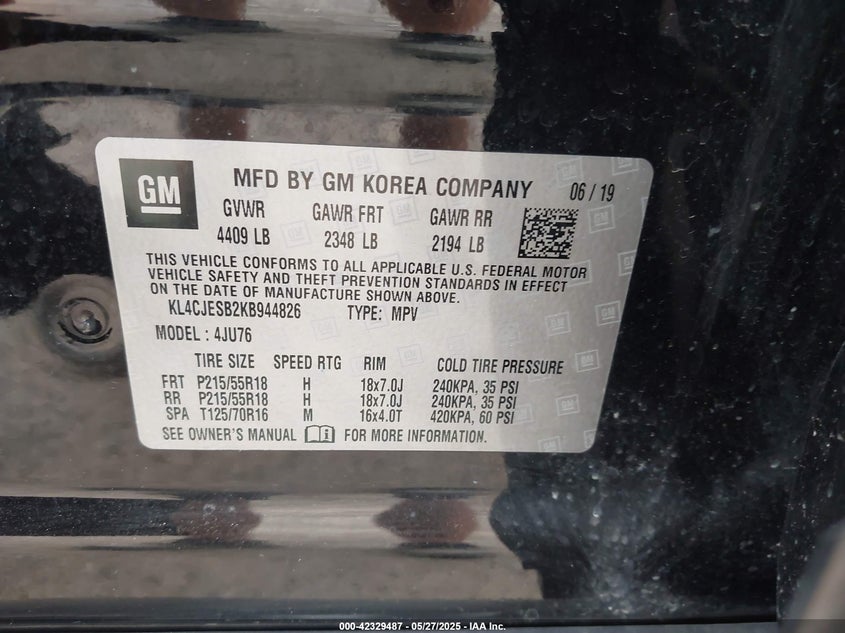 GM MFD BY GM KOREA COMPANY 06 / 19
GVWR GAWR FRT GAWR RR
4409 LB 2348 LB 2194 LB
THIS VEHICLE CONFORMS TO ALL APPLICABLE U.S. FEDERAL MOTOR
VEHICLE SAFETY AND THEFT PREVENTION STANDARDS IN EFFECT
ON THE DATE OF MANUFACTURE SHOWN ABOVE.
KL4CJESB2KB944826 TYPE: MPV
MODEL : 4JU76
TIRE SIZE SPEED RTG RIM COLD TIRE PRESSURE
FRT P215/55R18 H 18x7.0J 240KPA, 35 PSI
RR P215/55R18 H 18x7.0J 240KPA, 35 PSI
SPA T125/70R16 M 16x4.0T 420KPA, 60 PSI
SEE OWNER'S MANUAL FOR MORE INFORMATION.
000-42329487 - 05/27/2025 - IAA Inc.